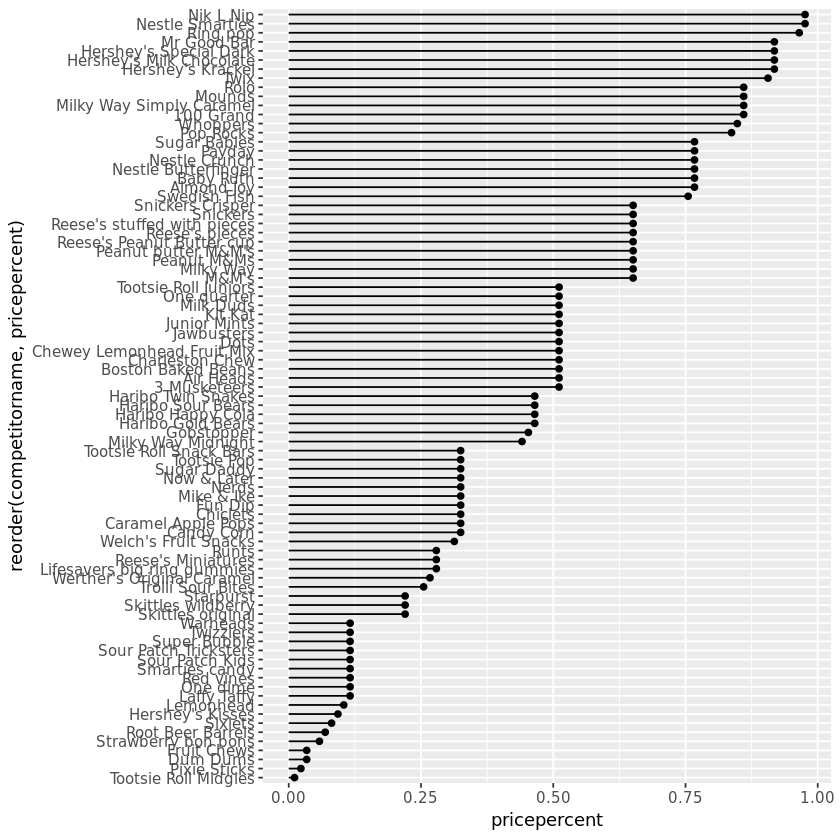 Nik L Nip
Nestle Smarties
Ring pop
Mr Good Bar
Hershey's Special Dark
Hershey's Milk Chocolate
Hershey's Krackel
Twix
Rolo
Mounds
Milky Way Simply Caramel
100 Grand
Whoppers
Pop Rocks
Sugar Babies
Payday
Nestle Crunch
Nestle Butterfinger
Baby Ruth
Almond Joy
Swedish Fish
Snickers Crisper
Snickers
Reese's stuffed with pieces
Reese's pieces
Reese's Peanut Butter cup
Peanut butter M&M's
Peanut M&Ms
Milky Way
M&M's
Tootsie Roll Juniors
One quarter
Milk Duds
Kit Kat
Junior Mints
Jawbusters
Dots
Chewey Lemonhead Fruit Mix
Charleston Chew
Boston Baked Beans
Air Heads
3 Musketeers
Haribo Twin Snakes
Haribo Sour Bears
Haribo Happy Cola
Haribo Gold Bears
Gobstopper
Milky Way Midnight
Tootsie Roll Snack Bars
Tootsie Pop
Sugar Daddy
Now & Later
Nerds
Mike & Ike
Fun Dip
Chiclets
Caramel Apple Pops
Candy Corn
Welch's Fruit Snacks
Runts
Reese's Miniatures
Lifesavers big ring gummies
Werther's Original Caramel
Trolli Sour Bites
Starburst
Skittles wildberry
Skittles original
Warheads
Twizzlers
Super Bubble
Sour Patch Tricksters
Sour Patch Kids
Smarties candy
Red vines
One dime
Laffy Taffy
Lemonhead
Hershey's Kisses
Sixlets
Root Beer Barrels
Strawberry bon bons
Fruit Chews
Dum Dums
Pixie Sticks
Tootsie Roll Midgies
reorder(competitorname, pricepercent)
0.00 0.25 0.50 0.75 1.00
pricepercent